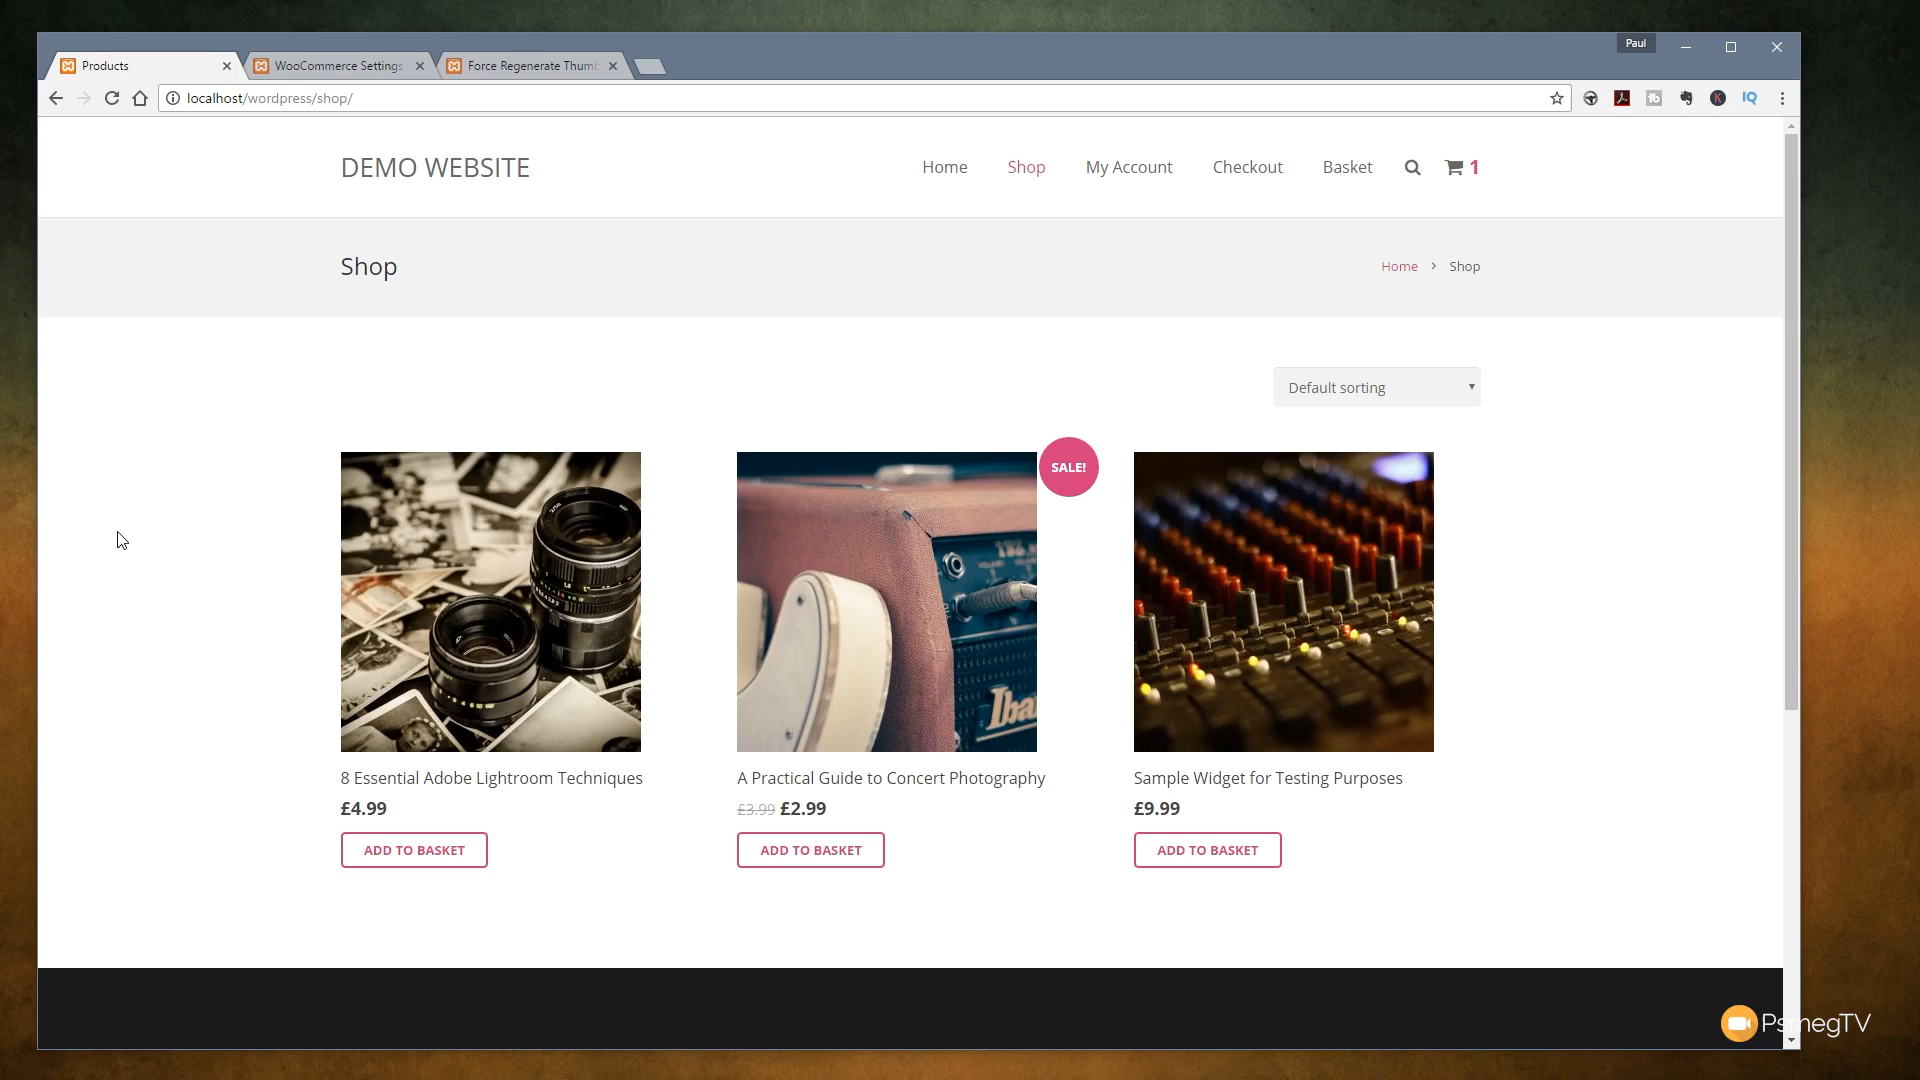 Paul
Products
WooCommerce Settings
Force Regenerate Thumb
localhost/wordpress/shop/
DEMO WEBSITE
Home Shop My Account Checkout Basket 1
Shop
Home > Shop
Default sorting
SALE!
Iba
8 Essential Adobe Lightroom Techniques
£4.99
ADD TO BASKET
A Practical Guide to Concert Photography
£3.99 £2.99
ADD TO BASKET
Sample Widget for Testing Purposes
£9.99
ADD TO BASKET
PsmegTV